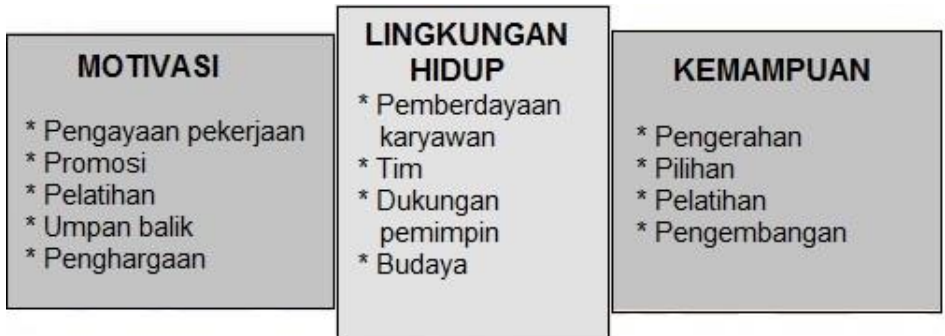 MOTIVASI
* Pengayaan pekerjaan
* Promosi
* Pelatihan
* Umpan balik
* Penghargaan
LINGKUNGAN
HIDUP
* Pemberdayaan
karyawan
* Tim
* Dukungan
pemimpin
* Budaya
KEMAMPUAN
* Pengerahan
* Pilihan
* Pelatihan
* Pengembangan